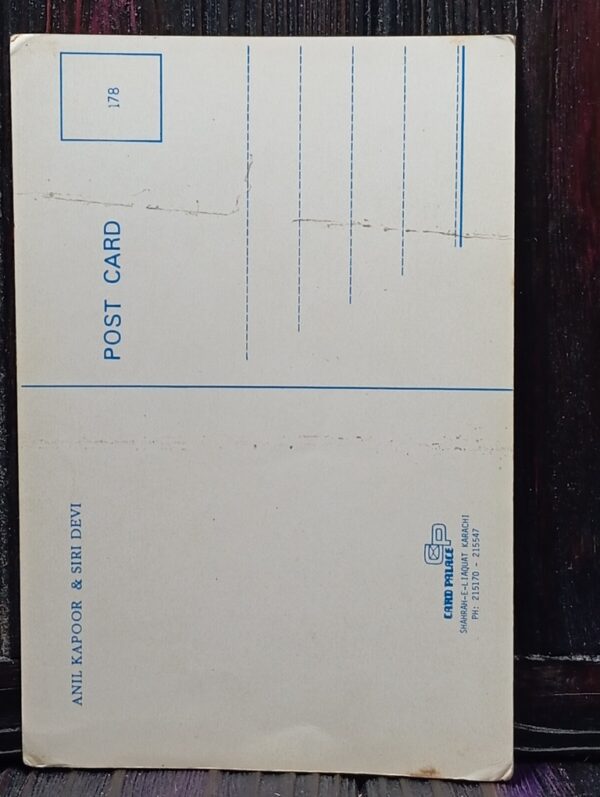 ANIL KAPOOR & SIRI DEVI
POST CARD
178
CP
CARD PALACE
SHAHRAH-E-LIAQUAT KARACHI
PH: 215170 - 215547